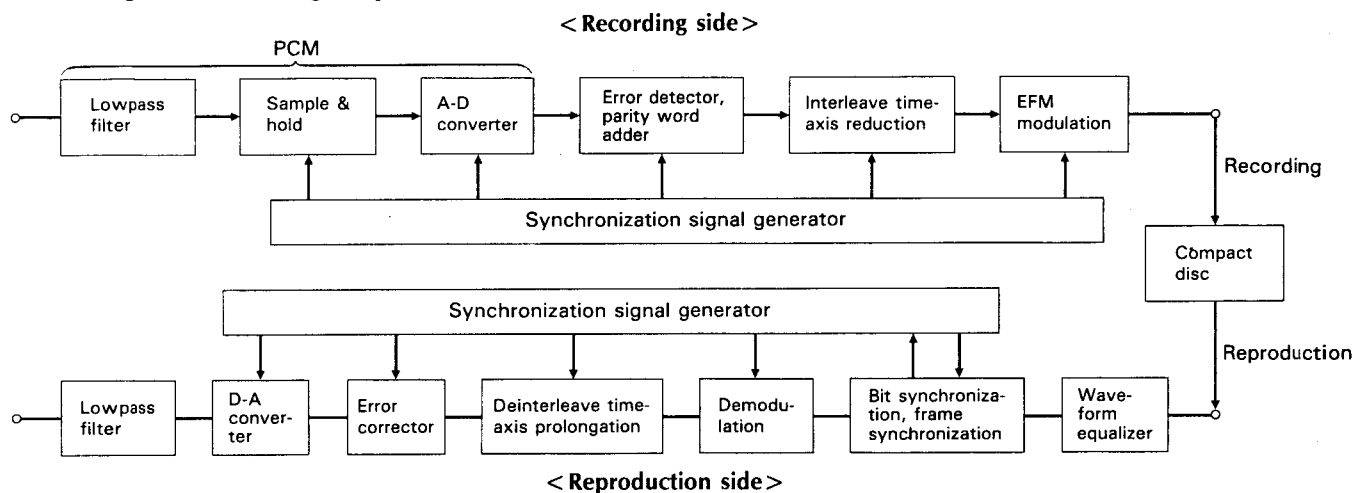 <Recording side>
PCM
Lowpass
filter
Sample &
hold
A-D
converter
Error detector,
parity word
adder
Interleave time-
axis reduction
EFM
modulation
Recording
Synchronization signal generator
Compact
disc
Synchronization signal generator
Reproduction
Lowpass
filter
D-A
conver-
ter
Error
corrector
Deinterleave time-
axis prolongation
Demodu-
lation
Bit synchroniza-
tion, frame
synchronization
Wave-
form
equalizer
<Reproduction side>